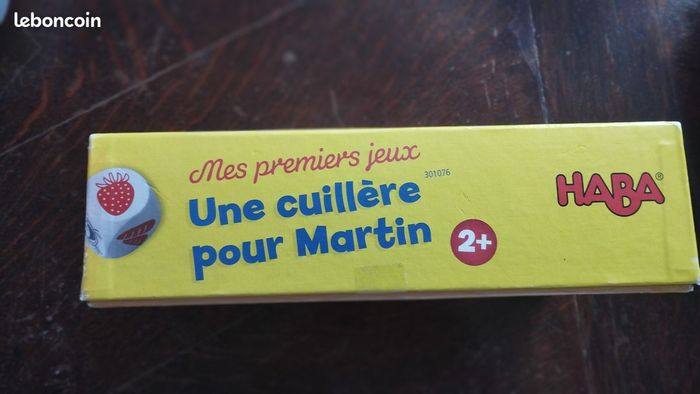 leboncoin
Mes premiers jeux
301076
Une cuillère
pour Martin
2+
HABA®